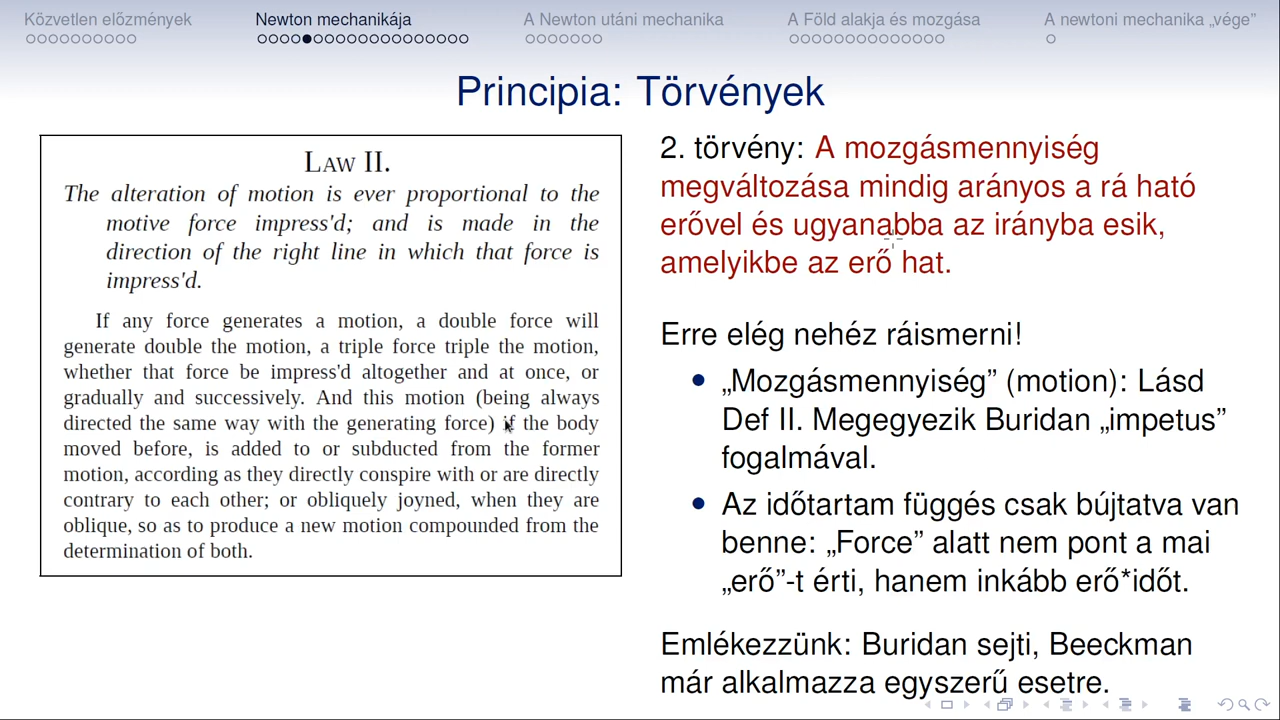 Közvetlen előzmények
Newton mechanikája
A Newton utáni mechanika
A Föld alakja és mozgása
A newtoni mechanika „vége”
Principia: Törvények
LAW II.
The alteration of motion is ever proportional to the
motive force impress'd; and is made in the
direction of the right line in which that force is
impress'd.
If any force generates a motion, a double force will
generate double the motion, a triple force triple the motion,
whether that force be impress'd altogether and at once, or
gradually and successively. And this motion (being always
directed the same way with the generating force) if the body
moved before, is added to or subducted from the former
motion, according as they directly conspire with or are directly
contrary to each other; or obliquely joyned, when they are
oblique, so as to produce a new motion compounded from the
determination of both.
2. törvény: A mozgásmennyiség
megváltozása mindig arányos a rá ható
erővel és ugyanabba az irányba esik,
amelyikbe az erő hat.
Erre elég nehéz ráismerni!
• „Mozgásmennyiség” (motion): Lásd
Def II. Megegyezik Buridan „impetus”
fogalmával.
• Az időtartam függés csak bújtatva van
benne: „Force” alatt nem pont a mai
„erő”-t érti, hanem inkább erő*időt.
Emlékezzünk: Buridan sejti, Beeckman
már alkalmazza egyszerű esetre.